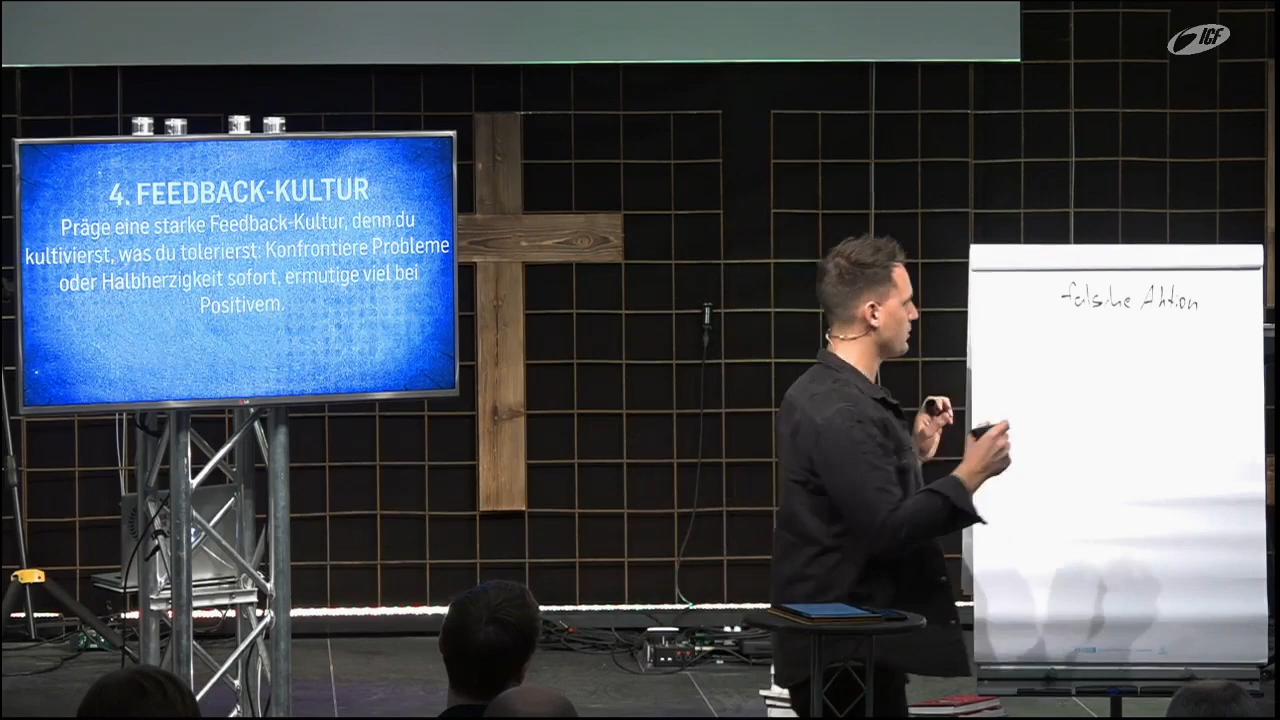 ICF
4. FEEDBACK-KULTUR
Präge eine starke Feedback-Kultur, denn du
kultivierst, was du tolerierst: Konfrontiere Probleme
oder Halbherzigkeit sofort, ermutige viel bei
Positivem.
falsche Aktion